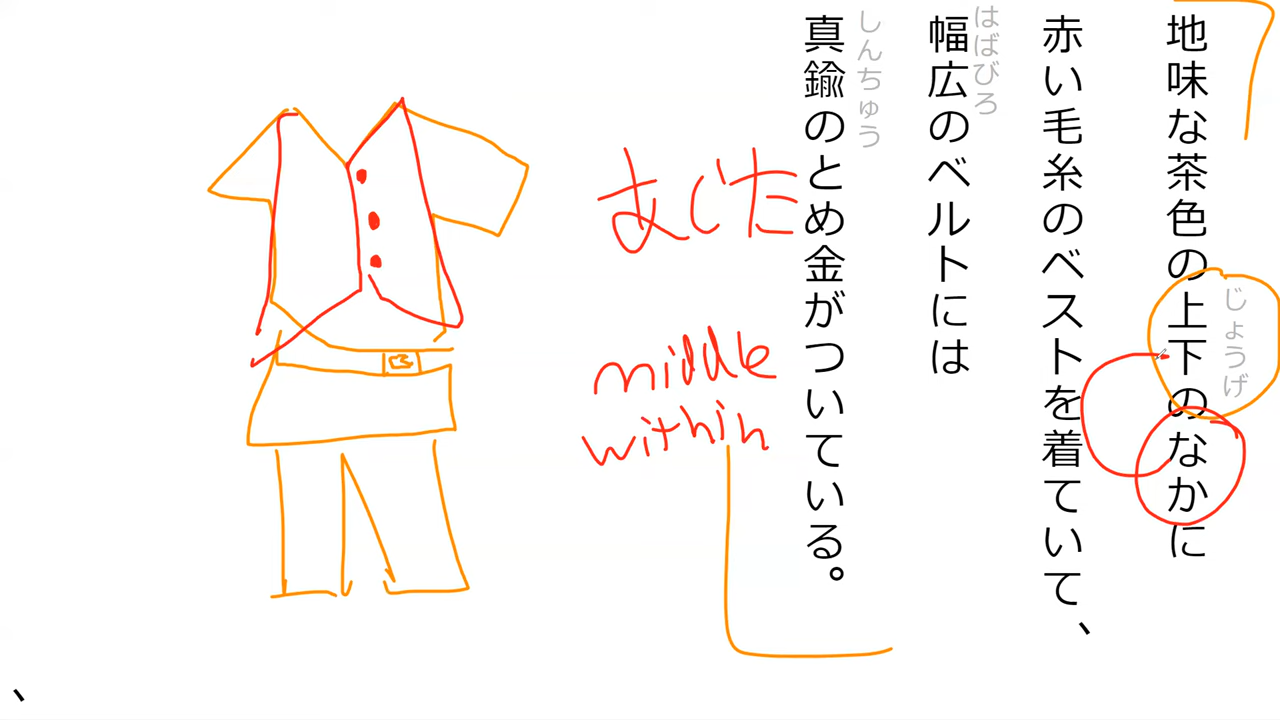 地味な茶色の上下のなかに
じょうげ
赤い毛糸のベストを着ていて、
幅広のベルトには
はばびろ
真鍮のとめ金がついている。
しんちゅう
middle
within
、